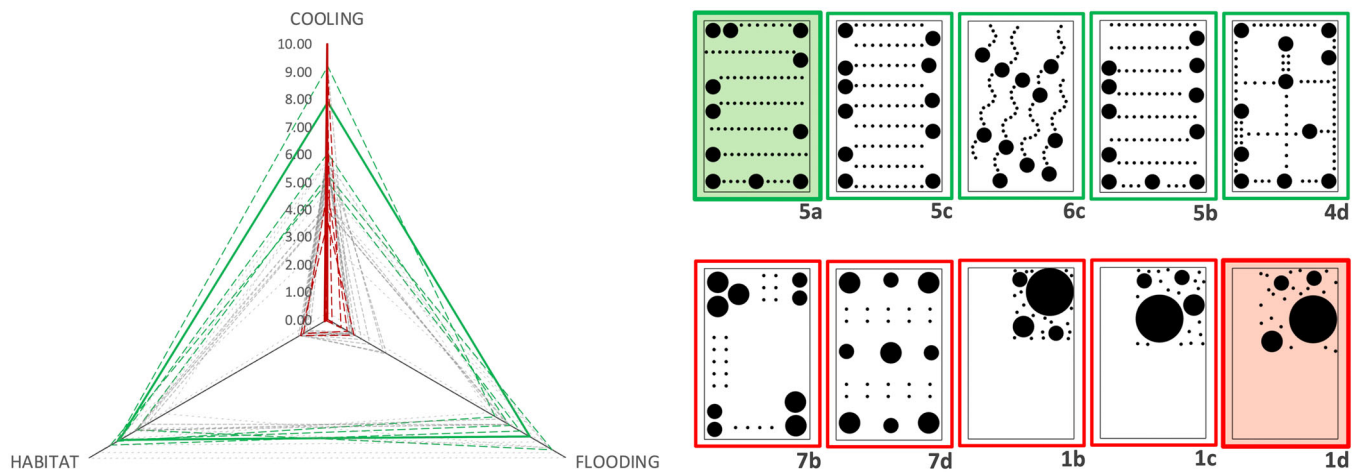 COOLING
10.00
9.00
8.00
7.00
6.00
5.00
4.00
3.00
2.00
1.00
0.00
HABITAT
FLOODING
5a
5c
6c
5b
4d
7b
7d
1b
1c
1d